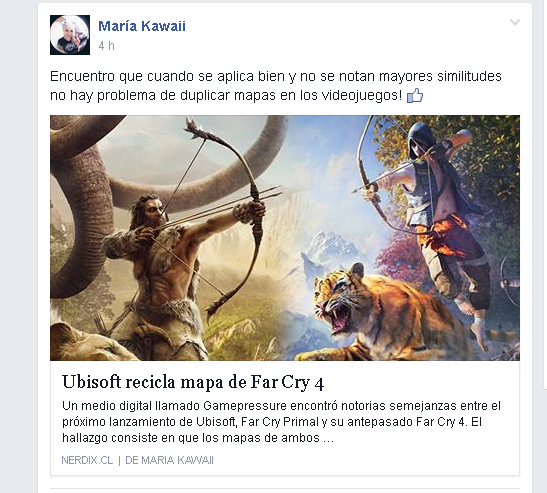 María Kawaii
4 h
Encuentro que cuando se aplica bien y no se notan mayores similitudes
no hay problema de duplicar mapas en los videojuegos!
Ubisoft recicla mapa de Far Cry 4
Un medio digital llamado Gamepressure encontró notorias semejanzas entre el
próximo lanzamiento de Ubisoft, Far Cry Primal y su antepasado Far Cry 4. El
hallazgo consiste en que los mapas de ambos ...
NERDIX.CL | DE MARIA KAWAII